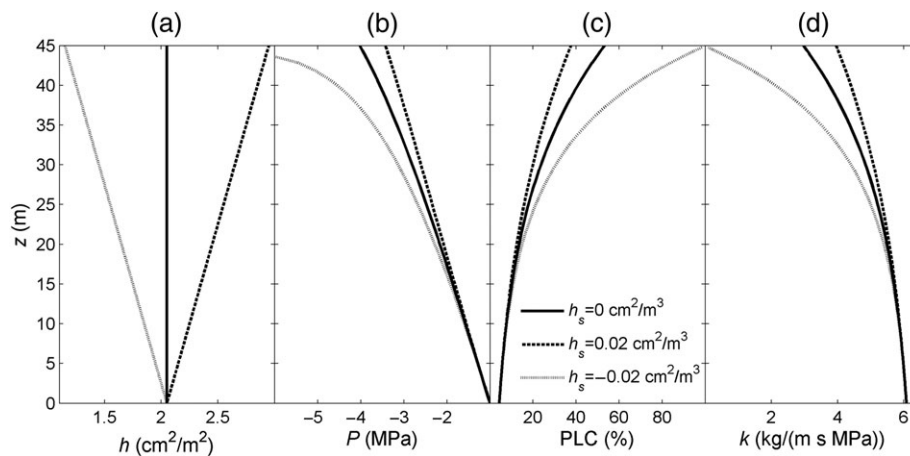 (a) (b) (c) (d)
45
40
35
30
25
20
15
10
5
0
z (m)
h_s=0 cm²/m³
h_s=0.02 cm²/m³
h_s=−0.02 cm²/m³
1.5 2 2.5 −5 −4 −3 −2 20 40 60 80 2 4 6
h (cm²/m²) P (MPa) PLC (%) k (kg/(m s MPa))